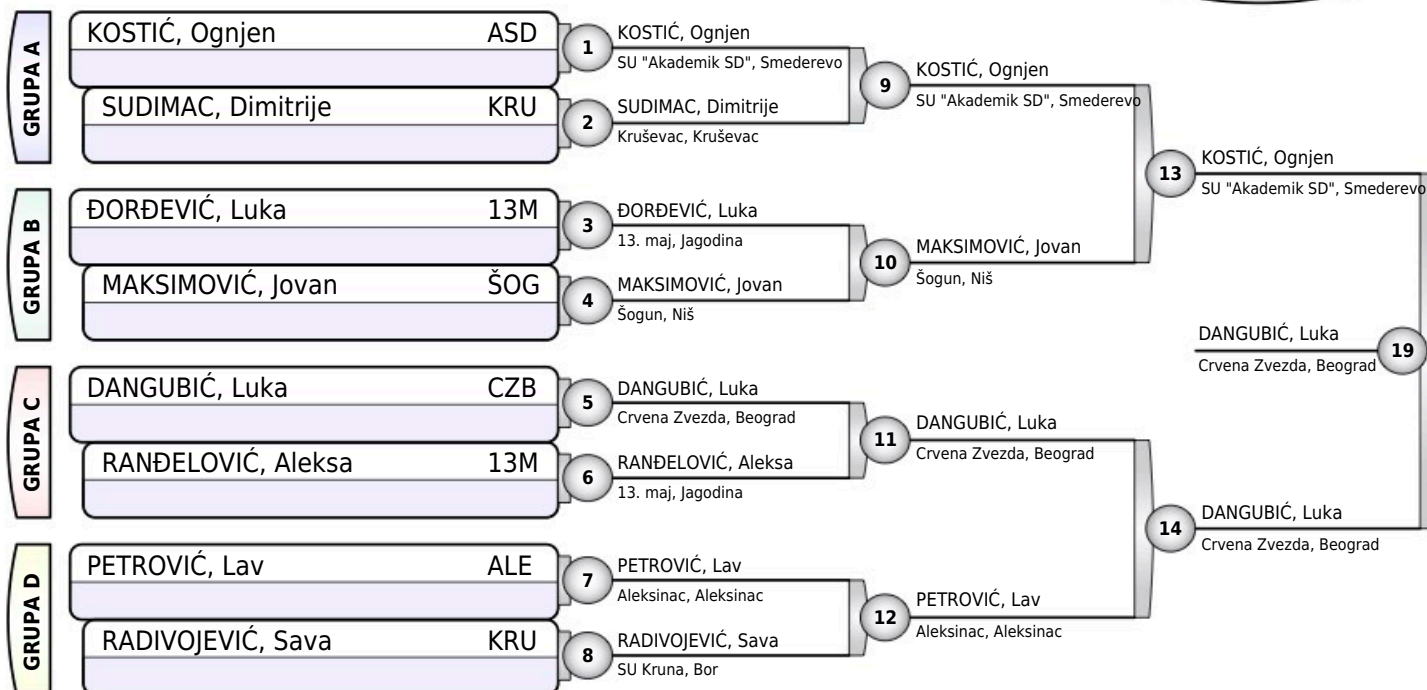 GRUPA A
KOSTIĆ, Ognjen ASD
SUDIMAC, Dimitrije KRU
1
KOSTIĆ, Ognjen
SU "Akademik SD", Smederevo
2
SUDIMAC, Dimitrije
Kruševac, Kruševac
9
KOSTIĆ, Ognjen
SU "Akademik SD", Smederevo
GRUPA B
ĐORĐEVIĆ, Luka 13M
MAKSIMOVIĆ, Jovan ŠOG
3
ĐORĐEVIĆ, Luka
13. maj, Jagodina
4
MAKSIMOVIĆ, Jovan
Šogun, Niš
10
MAKSIMOVIĆ, Jovan
Šogun, Niš
13
KOSTIĆ, Ognjen
SU "Akademik SD", Smederevo
GRUPA C
DANGUBIĆ, Luka CZB
RANĐELOVIĆ, Aleksa 13M
5
DANGUBIĆ, Luka
Crvena Zvezda, Beograd
6
RANĐELOVIĆ, Aleksa
13. maj, Jagodina
11
DANGUBIĆ, Luka
Crvena Zvezda, Beograd
GRUPA D
PETROVIĆ, Lav ALE
RADIVOJEVIĆ, Sava KRU
7
PETROVIĆ, Lav
Aleksinac, Aleksinac
8
RADIVOJEVIĆ, Sava
SU Kruna, Bor
12
PETROVIĆ, Lav
Aleksinac, Aleksinac
14
DANGUBIĆ, Luka
Crvena Zvezda, Beograd
DANGUBIĆ, Luka
Crvena Zvezda, Beograd
19